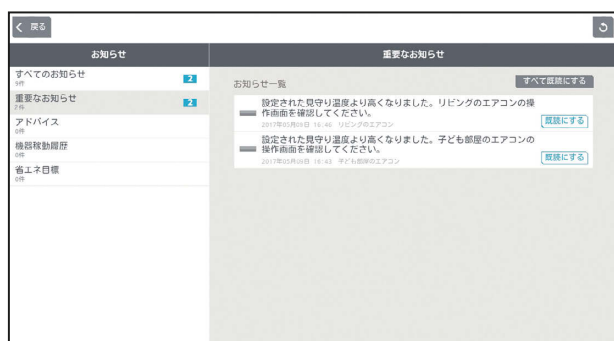 戻る
お知らせ
重要なお知らせ
すべてのお知らせ
9件
2
重要なお知らせ
2件
2
アドバイス
0件
機器稼動履歴
0件
省エネ目標
0件
お知らせ一覧
すべて既読にする
設定された見守り温度より高くなりました。リビングのエアコンの操
作画面を確認してください。
2017年05月09日 16:46 リビングのエアコン
既読にする
設定された見守り温度より高くなりました。子ども部屋のエアコンの
操作画面を確認してください。
2017年05月09日 16:43 子ども部屋のエアコン
既読にする